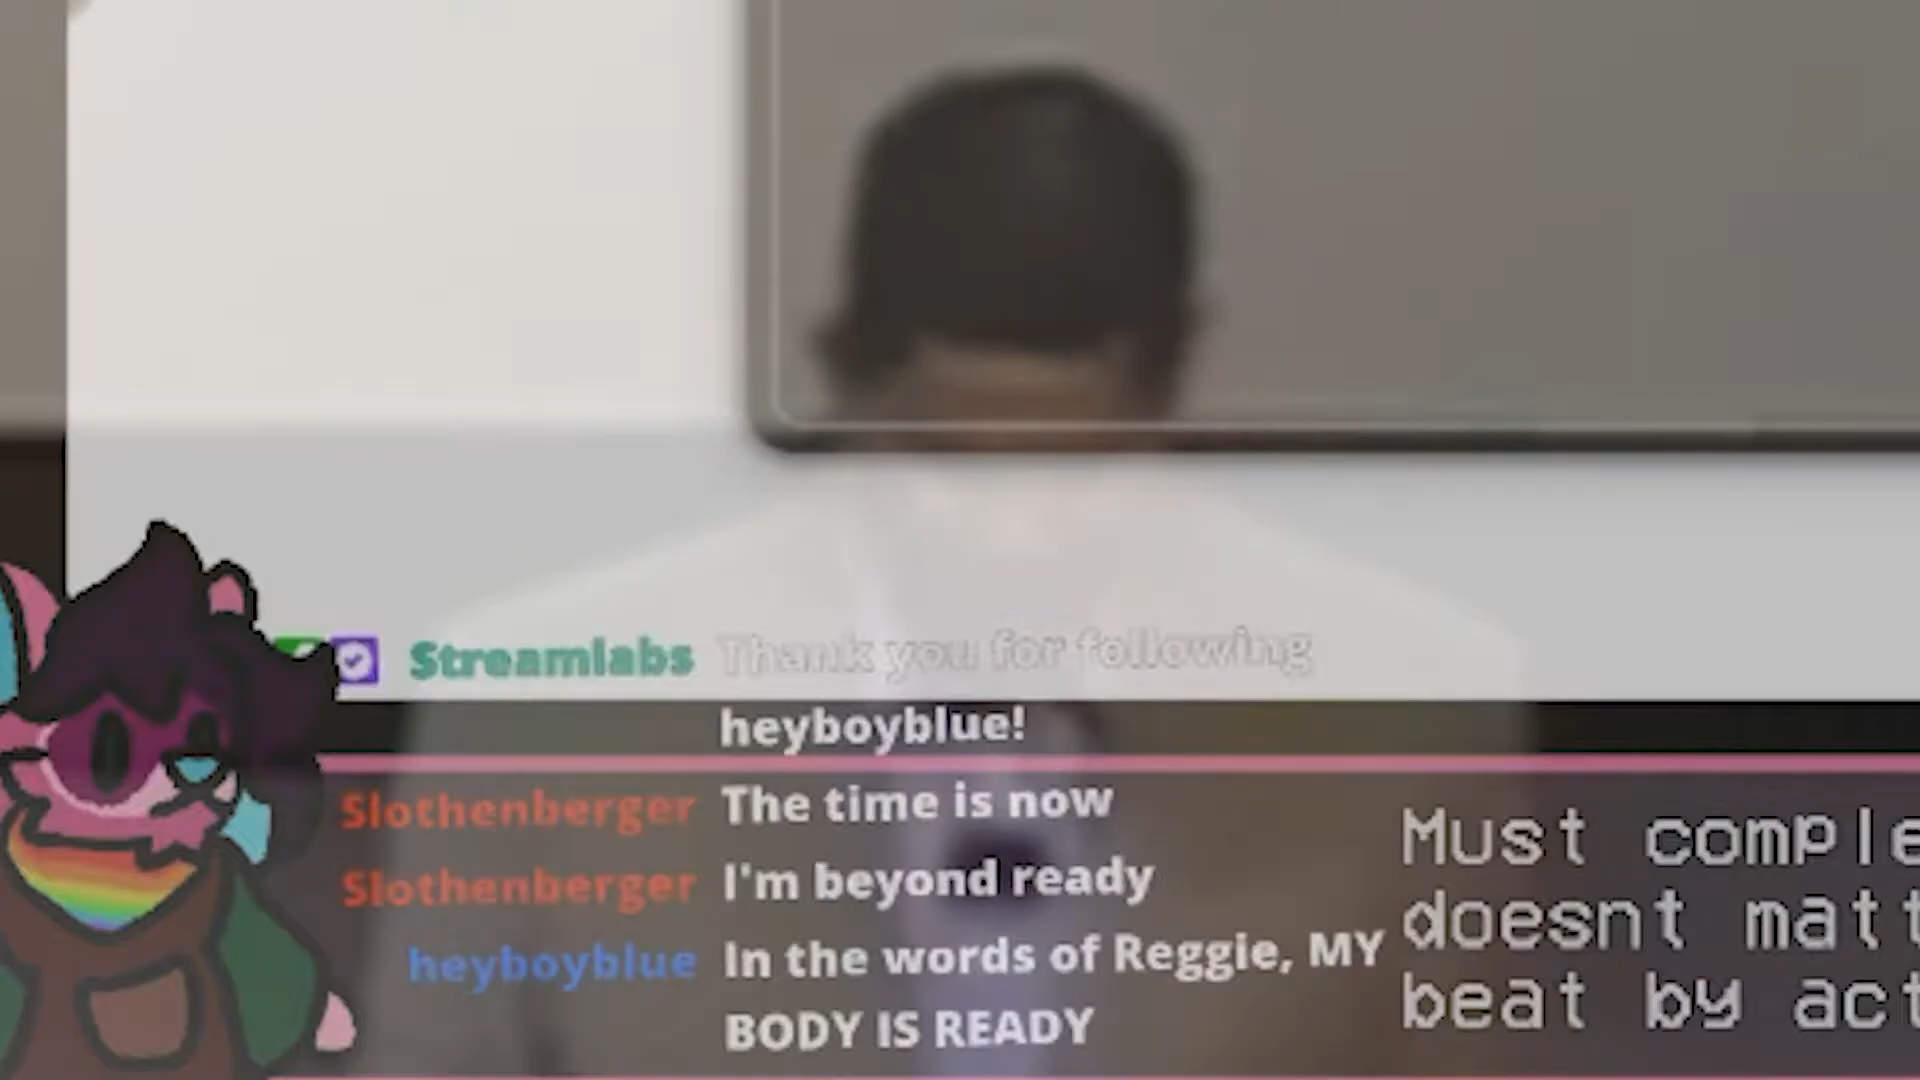 Streamlabs Thank you for following
heyboyblue!
Slothenberger The time is now
Slothenberger I'm beyond ready
heyboyblue In the words of Reggie, MY
BODY IS READY
Must comple
doesnt matt
beat by act